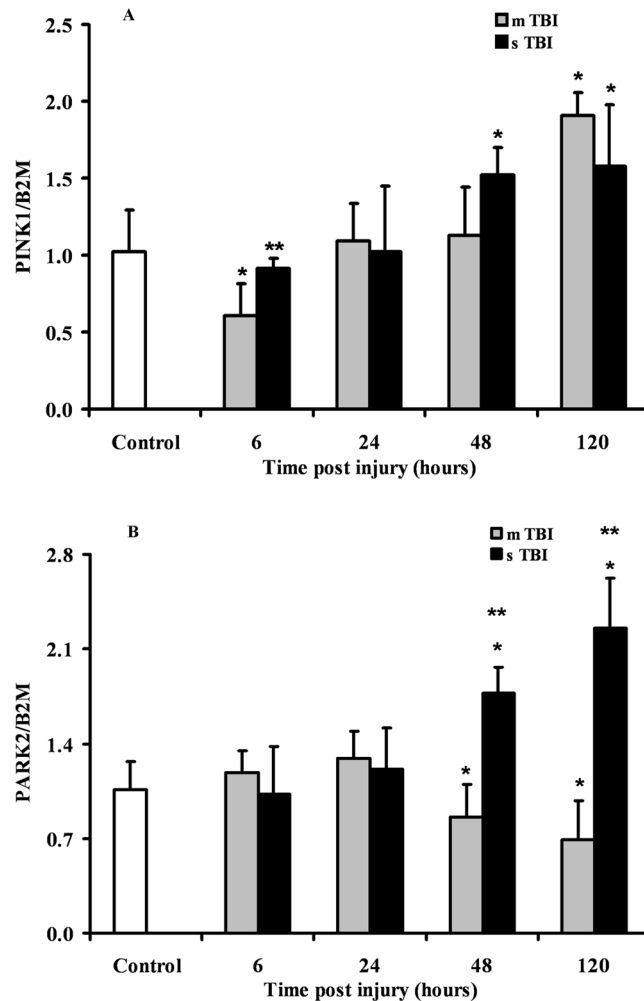 A
m TBI
s TBI
PINK1/B2M
2.5
2.0
1.5
1.0
0.5
0.0
* ** * * *
Control 6 24 48 120
Time post injury (hours)
B
m TBI
s TBI
PARK2/B2M
2.8
2.1
1.4
0.7
0.0
** **
* * * *
Control 6 24 48 120
Time post injury (hours)